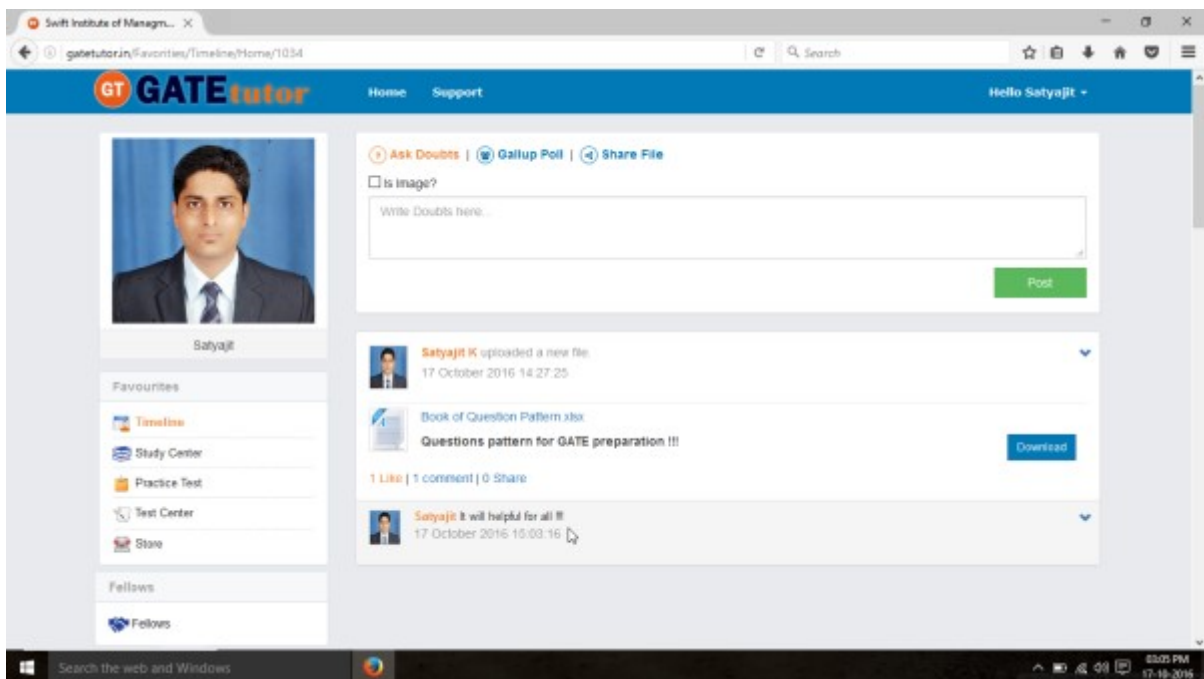 Swift Institute of Managm...
gatetutor.in/Favorities/Timeline/Home/1034
Search
GT GATEtutor
Home Support
Hello Satyajit
Ask Doubts | Gallup Poll | Share File
Is image?
Write Doubts here...
Post
Satyajit
Favourites
Timeline
Study Center
Practice Test
Test Center
Store
Fellows
Fellows
Satyajit K uploaded a new file.
17 October 2016 14:27:25
Book of Question Pattern.xlsx
Questions pattern for GATE preparation !!!
Download
1 Like | 1 comment | 0 Share
Satyajit It will helpful for all !!!
17 October 2016 15:03:16
Search the web and Windows
03:05 PM
17-10-2016